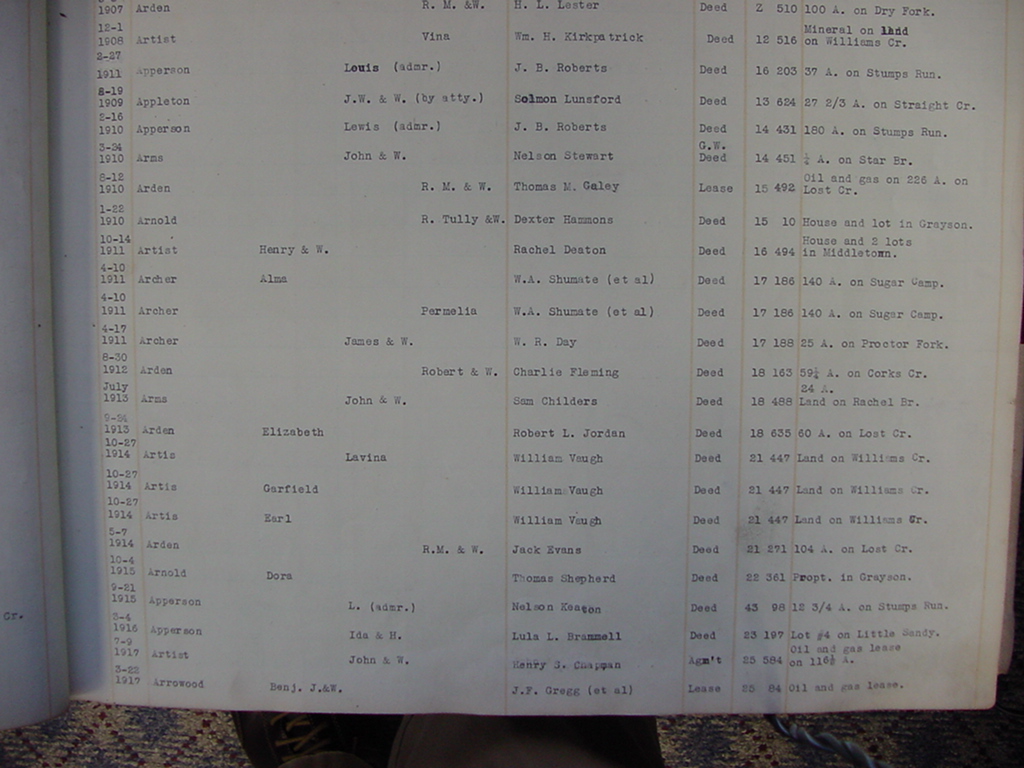 1907 Arden R. M. &W. H. L. Lester Deed Z 510 100 A. on Dry Fork.
12-1 Mineral on land
1908 Artist Vina Wm. H. Kirkpatrick Deed 12 516 on Williams Cr.
2-27
1911 Apperson Louis (admr.) J. B. Roberts Deed 16 203 37 A. on Stumps Run.
8-19
1909 Appleton J.W. & W. (by atty.) Solmon Lunsford Deed 13 624 27 2/3 A. on Straight Cr.
2-16
1910 Apperson Lewis (admr.) J. B. Roberts Deed 14 431 180 A. on Stumps Run.
3-24 G.W.
1910 Arms John & W. Nelson Stewart Deed 14 451 A. on Star Br.
8-12 Oil and gas on 226 A. on
1910 Arden R. M. & W. Thomas M. Galey Lease 15 492 Lost Cr.
1-22
1910 Arnold R. Tully &W. Dexter Hammons Deed 15 10 House and lot in Grayson.
10-14 House and 2 lots
1911 Artist Henry & W. Rachel Deaton Deed 16 494 in Middletown.
4-10
1911 Archer Alma W.A. Shumate (et al) Deed 17 186 140 A. on Sugar Camp.
4-10
1911 Archer Permelia W.A. Shumate (et al) Deed 17 186 140 A. on Sugar Camp.
4-17
1911 Archer James & W. W. R. Day Deed 17 188 25 A. on Proctor Fork.
8-30
1912 Arden Robert & W. Charlie Fleming Deed 18 163 59¼ A. on Corks Cr.
July 24 A.
1913 Arms John & W. Sam Childers Deed 18 488 Land on Rachel Br.
9-24
1913 Arden Elizabeth Robert L. Jordan Deed 18 635 60 A. on Lost Cr.
10-27
1914 Artis Lavina William Vaugh Deed 21 447 Land on Williams Cr.
10-27
1914 Artis Garfield William Vaugh Deed 21 447 Land on Williams Cr.
10-27
1914 Artis Earl William Vaugh Deed 21 447 Land on Williams Cr.
5-7
1914 Arden R.M. & W. Jack Evans Deed 21 271 104 A. on Lost Cr.
10-4
1915 Arnold Dora Thomas Shepherd Deed 22 361 Propt. in Grayson.
9-21
1915 Apperson L. (admr.) Nelson Keaton Deed 43 98 12 3/4 A. on Stumps Run.
3-4
1916 Apperson Ida & H. Lula L. Brammell Deed 23 197 Lot #4 on Little Sandy.
7-9 Oil and gas lease
1917 Artist John & W. Henry S. Chapman Agm't 25 584 on 116½ A.
3-22
1917 Arrowood Benj. J.&W. J.F. Gregg (et al) Lease 25 84 Oil and gas lease.
Cr.